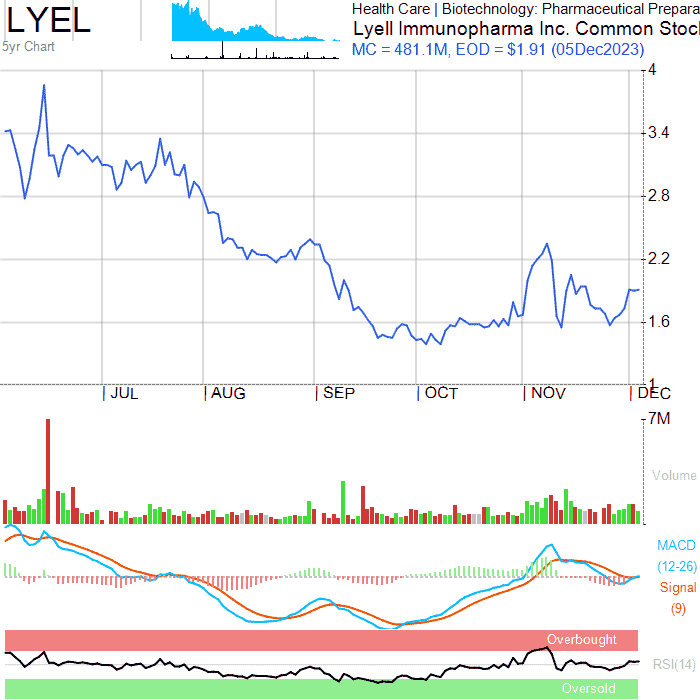 LYEL
5yr Chart
Health Care | Biotechnology: Pharmaceutical Prepara
Lyell Immunopharma Inc. Common Stoc
MC = 481.1M, EOD = $1.91 (05Dec2023)
4
3.4
2.8
2.2
1.6
1
JUL AUG SEP OCT NOV DEC
7M
Volume
MACD
(12-26)
Signal
(9)
Overbought
RSI(14)
Oversold